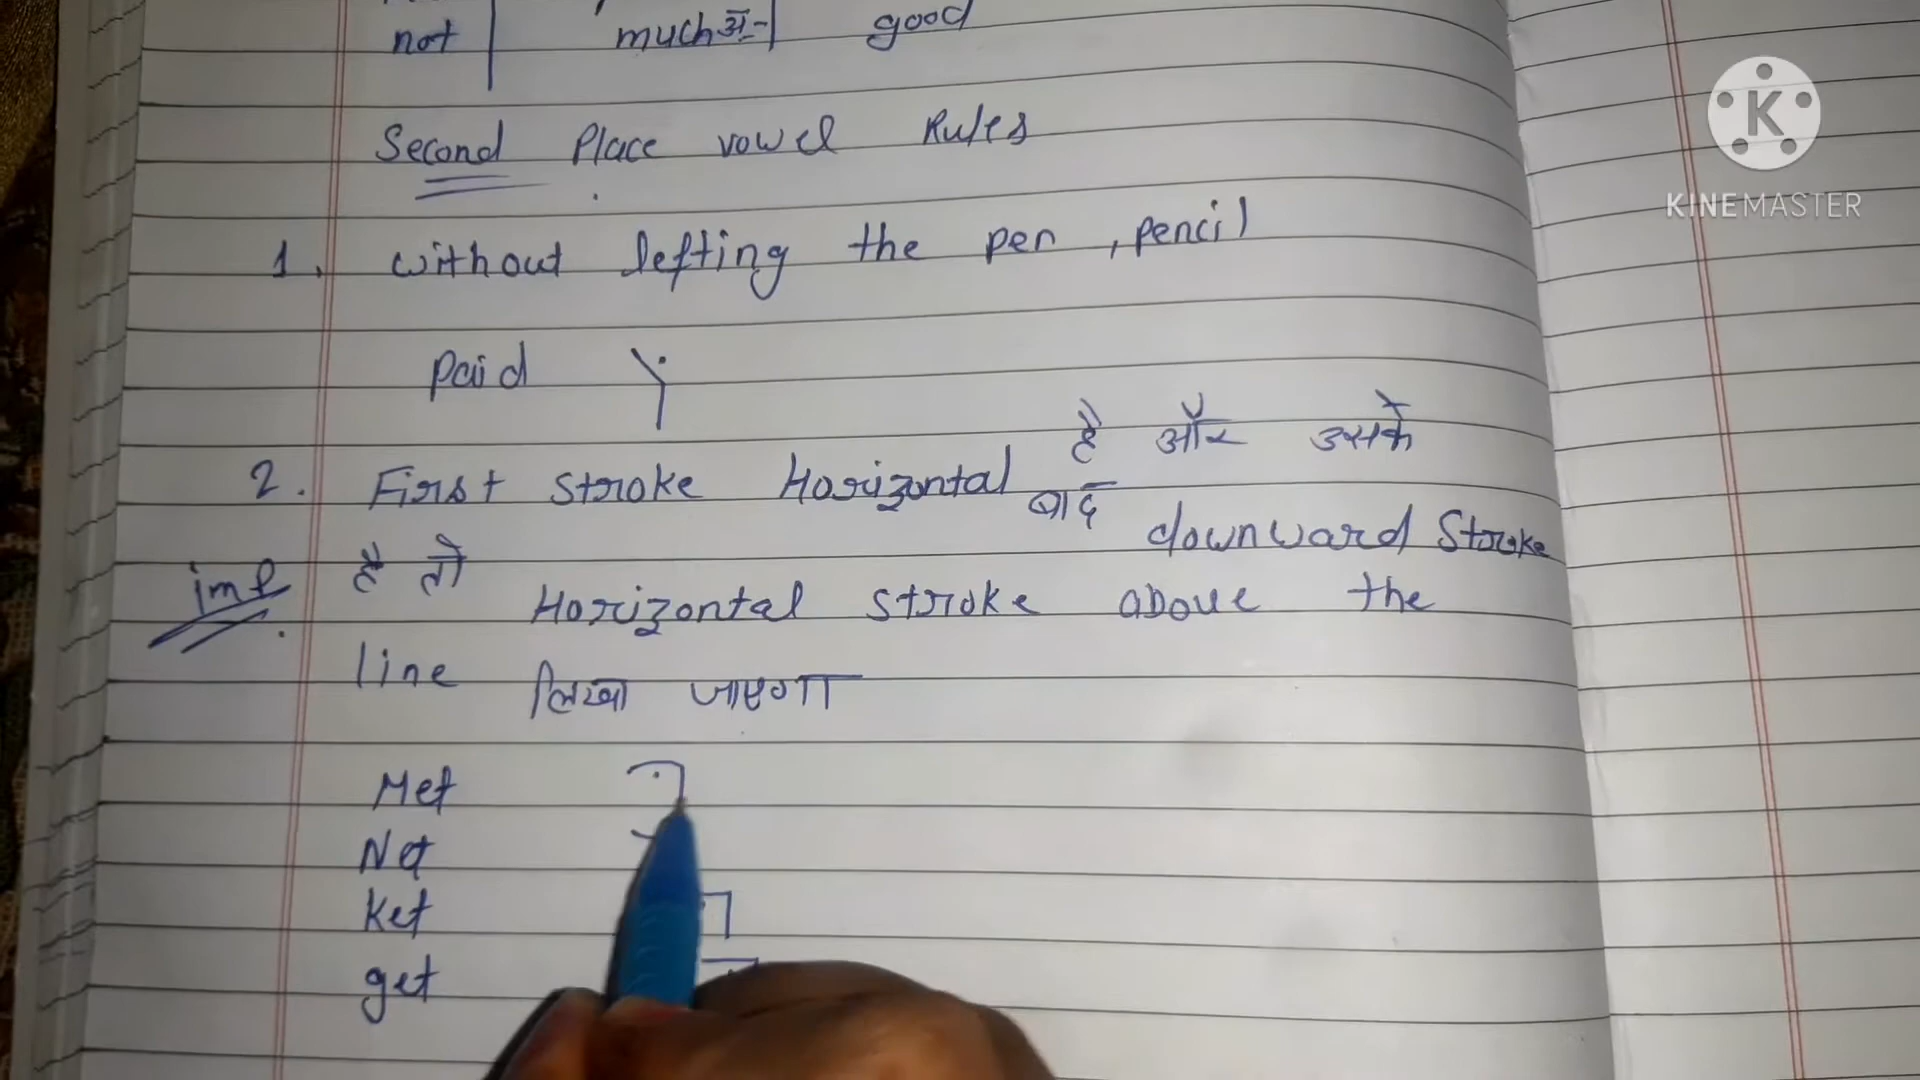 not much अॅ- good
Second Place vowel Rules
1. without lefting the pen , pencil
Paid
2. First stroke Horizontal है और उसके
बाद downward Stroke
imp है तो Horizontal stroke above the
line लिखा जाएगा
Met
Net
Ket
get
K
KINEMASTER